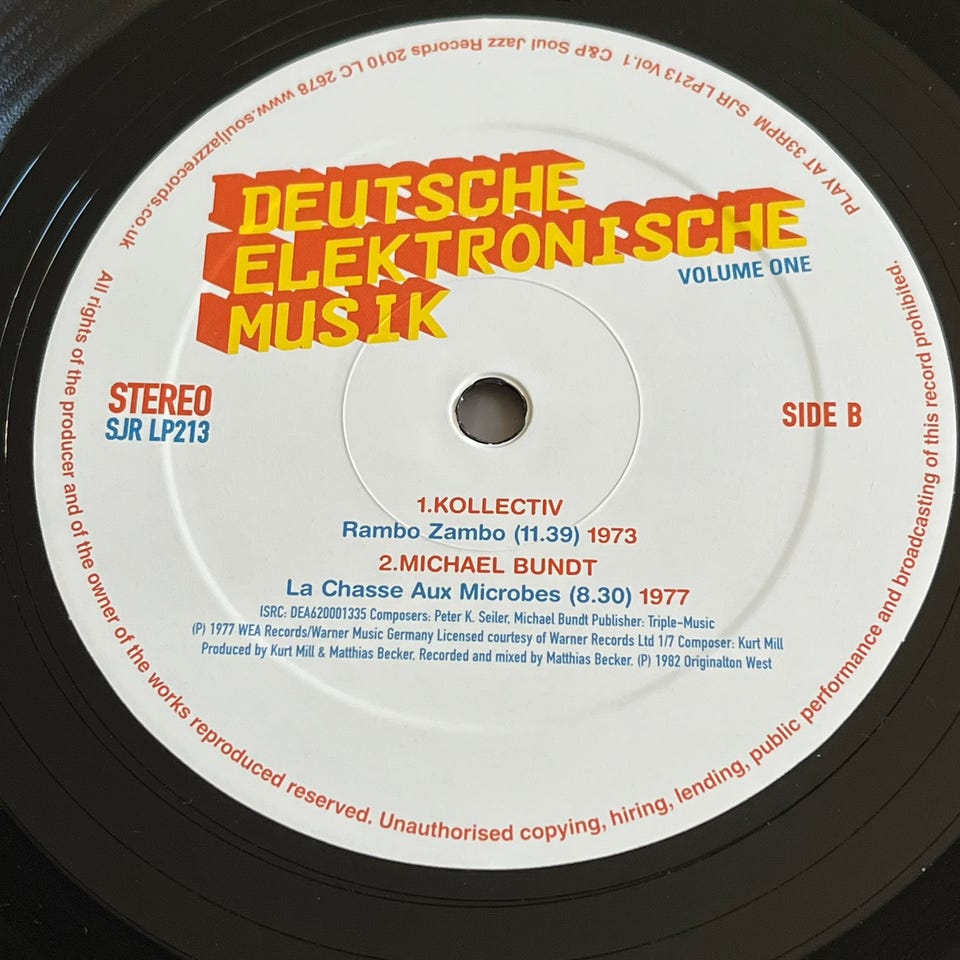 DEUTSCHE
ELEKTRONISCHE
MUSIK
VOLUME ONE
STEREO
SJR LP213
SIDE B
1.KOLLECTIV
Rambo Zambo (11.39) 1973
2.MICHAEL BUNDT
La Chasse Aux Microbes (8.30) 1977
ISRC: DEA620001335 Composers: Peter K. Seiler, Michael Bundt Publisher: Triple-Music
(P) 1977 WEA Records/Warner Music Germany Licensed courtesy of Warner Records Ltd 1/7 Composer: Kurt Mill
Produced by Kurt Mill & Matthias Becker. Recorded and mixed by Matthias Becker. (P) 1982 Originalton West
All rights of the producer and of the owner of the works reproduced reserved. Unauthorised copying, hiring, lending, public performance and broadcasting of this record prohibited.
PLAY AT 33RPM SJR LP213 Vol.1 C&P Soul Jazz Records 2010 LC 2678 www.souljazzrecords.co.uk